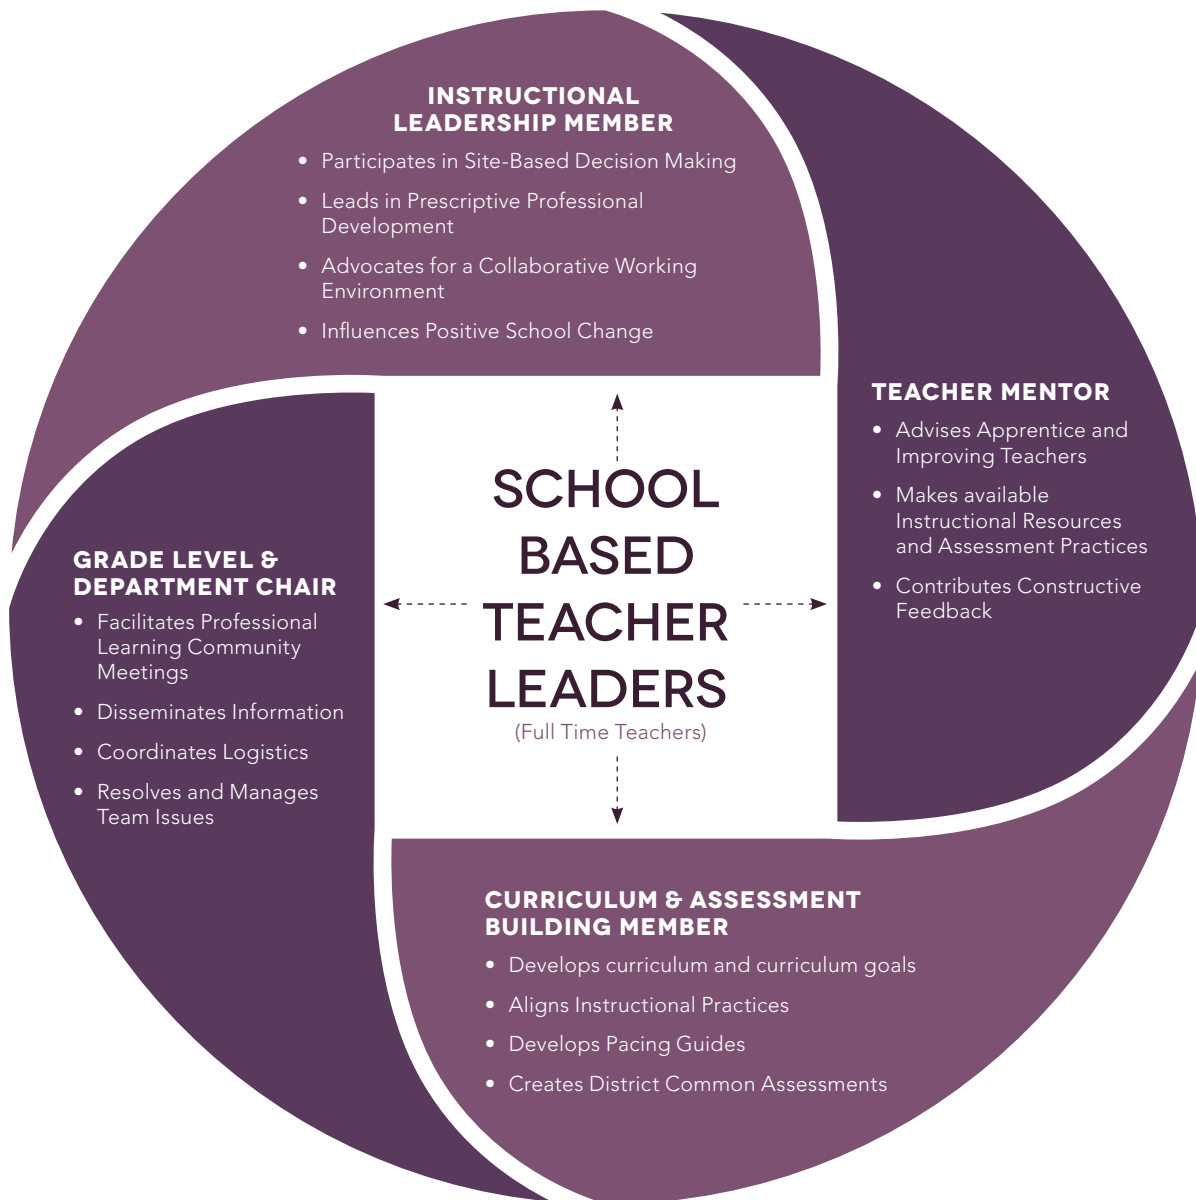 INSTRUCTIONAL
LEADERSHIP MEMBER
• Participates in Site-Based Decision Making
• Leads in Prescriptive Professional
Development
• Advocates for a Collaborative Working
Environment
• Influences Positive School Change
TEACHER MENTOR
• Advises Apprentice and
Improving Teachers
• Makes available
Instructional Resources
and Assessment Practices
• Contributes Constructive
Feedback
SCHOOL
BASED
TEACHER
LEADERS
(Full Time Teachers)
GRADE LEVEL &
DEPARTMENT CHAIR
• Facilitates Professional
Learning Community
Meetings
• Disseminates Information
• Coordinates Logistics
• Resolves and Manages
Team Issues
CURRICULUM & ASSESSMENT
BUILDING MEMBER
• Develops curriculum and curriculum goals
• Aligns Instructional Practices
• Develops Pacing Guides
• Creates District Common Assessments